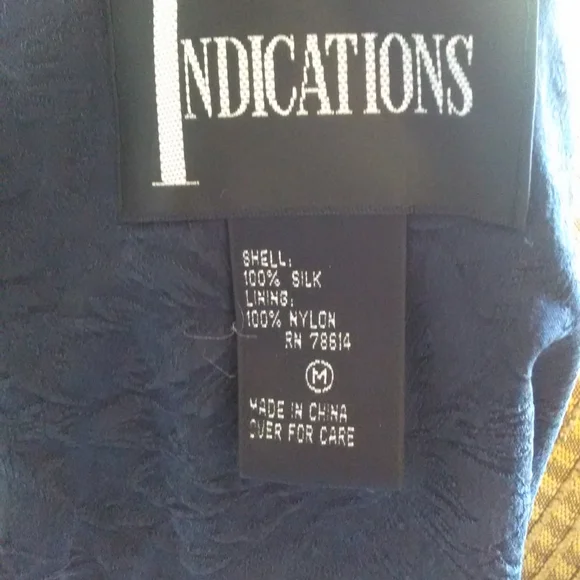 INDICATIONS
SHELL:
100% SILK
LINING:
100% NYLON
RN 78614
M
MADE IN CHINA
OVER FOR CARE